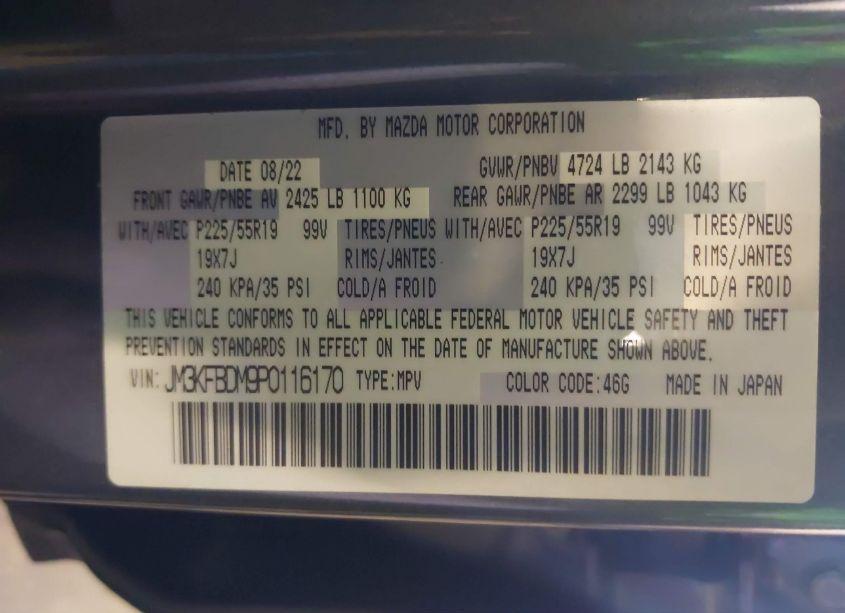 MFD. BY MAZDA MOTOR CORPORATION
DATE 08/22 GVWR/PNBV 4724 LB 2143 KG
FRONT GAWR/PNBE AV 2425 LB 1100 KG REAR GAWR/PNBE AR 2299 LB 1043 KG
WITH/AVEC P225/55R19 99V TIRES/PNEUS WITH/AVEC P225/55R19 99V TIRES/PNEUS
19X7J RIMS/JANTES 19X7J RIMS/JANTES
240 KPA/35 PSI COLD/A FROID 240 KPA/35 PSI COLD/A FROID
THIS VEHICLE CONFORMS TO ALL APPLICABLE FEDERAL MOTOR VEHICLE SAFETY AND THEFT
PREVENTION STANDARDS IN EFFECT ON THE DATE OF MANUFACTURE SHOWN ABOVE.
VIN: JM3KFBDM9P0116170 TYPE:MPV COLOR CODE:46G MADE IN JAPAN